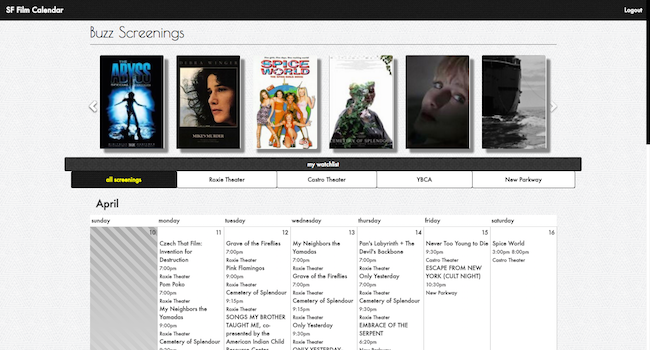 SF Film Calendar
Logout
Buzz Screenings
THE
ABYSS
DEBRA WINGER
SPICE
WORLD
CEMETERY OF SPLENDOUR
my watchlist
all screenings
Roxie Theater
Castro Theater
YBCA
New Parkway
April
sunday
monday
tuesday
wednesday
thursday
friday
saturday
10
11
Czech That Film:
Invention for
Destruction
7:00pm
Roxie Theater
Pom Poko
7:00pm
Roxie Theater
My Neighbors the
Yamadas
9:00pm
Roxie Theater
Cemetery of Splendour
12
Grave of the Fireflies
7:00pm
Roxie Theater
Pink Flamingos
9:00pm
Roxie Theater
Cemetery of Splendour
9:15pm
Roxie Theater
SONGS MY BROTHER
TAUGHT ME, co-
presented by the
American Indian Child
Resource Center
13
My Neighbors the
Yamadas
7:00pm
Roxie Theater
Grave of the Fireflies
9:00pm
Roxie Theater
Cemetery of Splendour
9:15pm
Roxie Theater
Only Yesterday
9:30pm
Roxie Theater
ONLY YESTERDAY
14
Pan's Labyrinth + The
Devil's Backbone
7:00pm
Roxie Theater
Only Yesterday
7:00pm
Roxie Theater
Cemetery of Splendour
9:30pm
Roxie Theater
EMBRACE OF THE
SERPENT
6:20pm
New Parkway
15
Never Too Young to Die
9:30pm
Castro Theater
ESCAPE FROM NEW
YORK (CULT NIGHT)
10:30pm
New Parkway
16
Spice World
3:00pm 8:00pm
Castro Theater